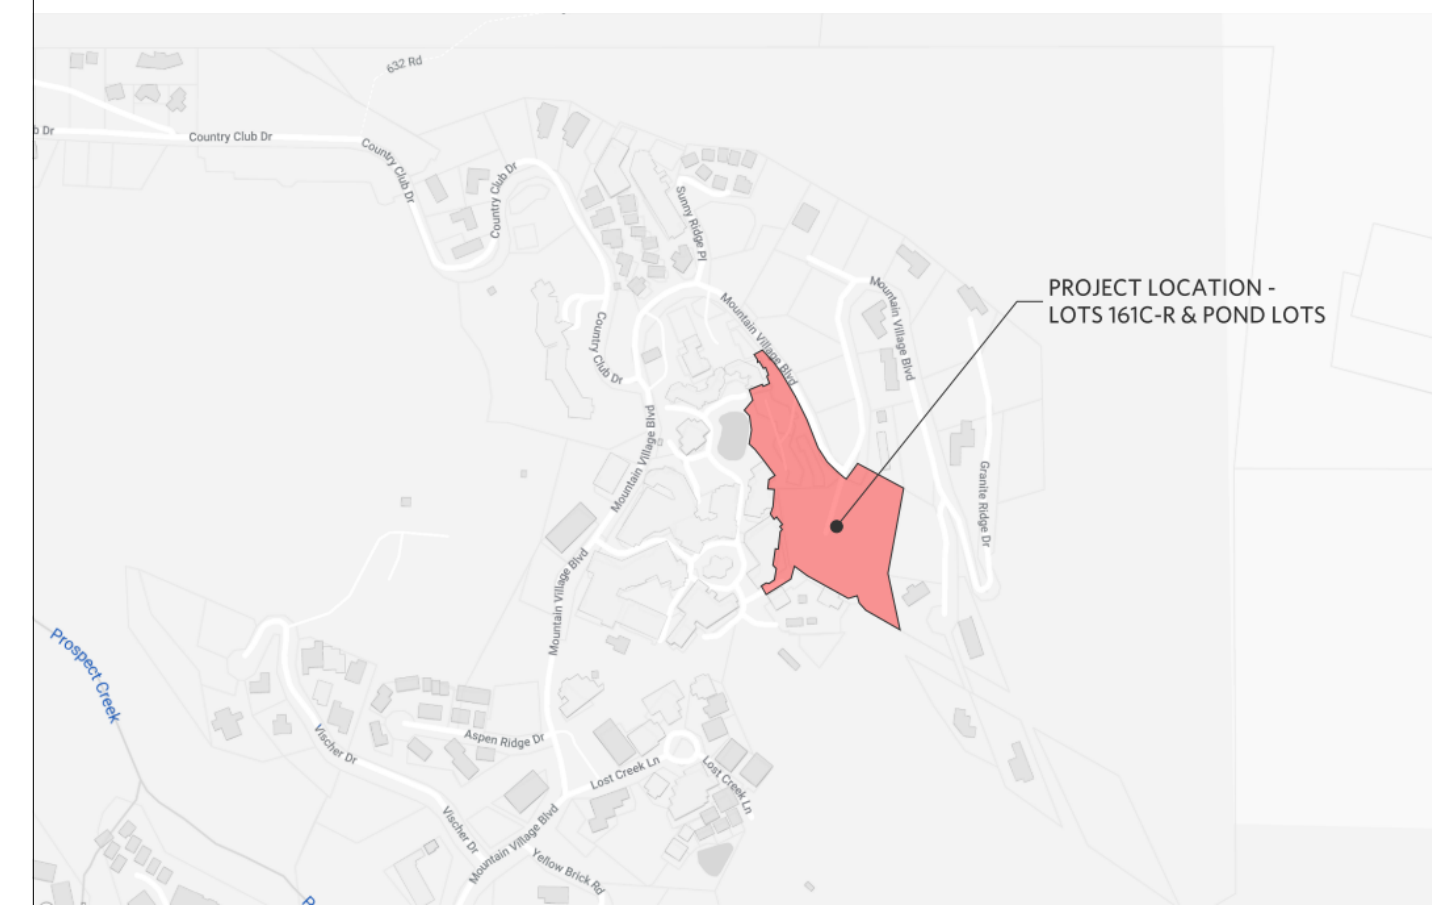 632 Rd
b Dr
Country Club Dr
Country Club Dr
Country Club Dr
Sunny Ridge Pl
Mountain Village Blvd
PROJECT LOCATION -
LOTS 161C-R & POND LOTS
Mountain Village Blvd
Country Club Dr
Mountain Village Blvd
Granite Ridge Dr
Mountain Village Blvd
Prospect Creek
Vischer Dr
Aspen Ridge Dr
Lost Creek Ln
Lost Creek Ln
Vischer Dr
Mountain Village Blvd
Yellow Brick Rd